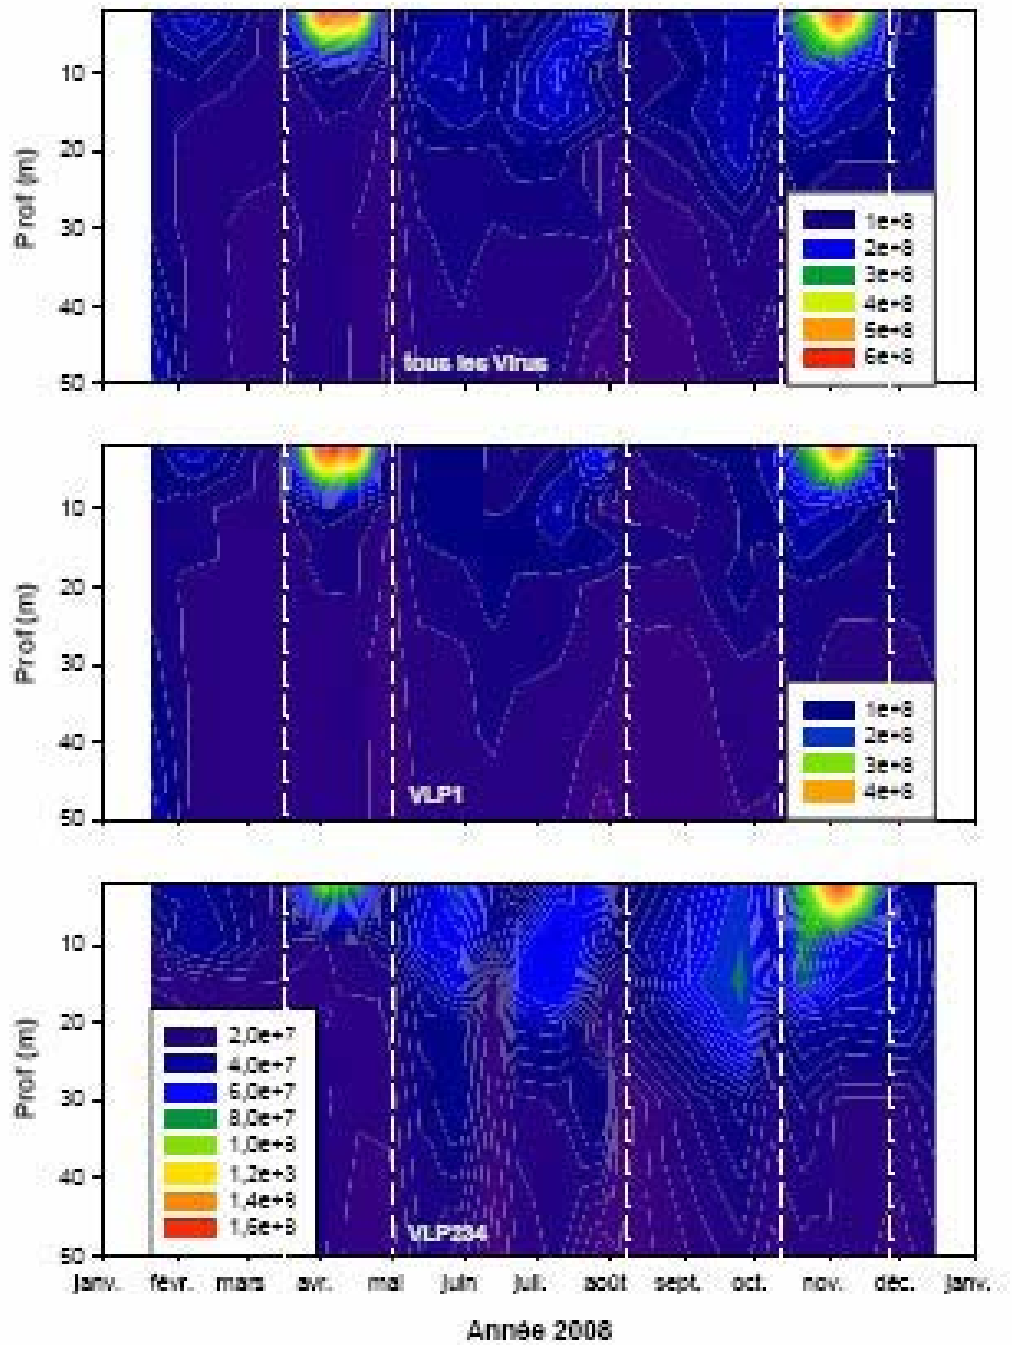 Prof (m)
10
20
30
40
50
tous les Virus
1e+8
2e+8
3e+8
4e+8
5e+8
6e+8
Prof (m)
10
20
30
40
50
VLP1
1e+8
2e+8
3e+8
4e+8
Prof (m)
10
20
30
40
50
VLP234
2,0e+7
4,0e+7
6,0e+7
8,0e+7
1,0e+8
1,2e+8
1,4e+8
1,6e+8
janv. févr. mars avr. mai juin juil. août sept. oct. nov. déc. janv.
Année 2008